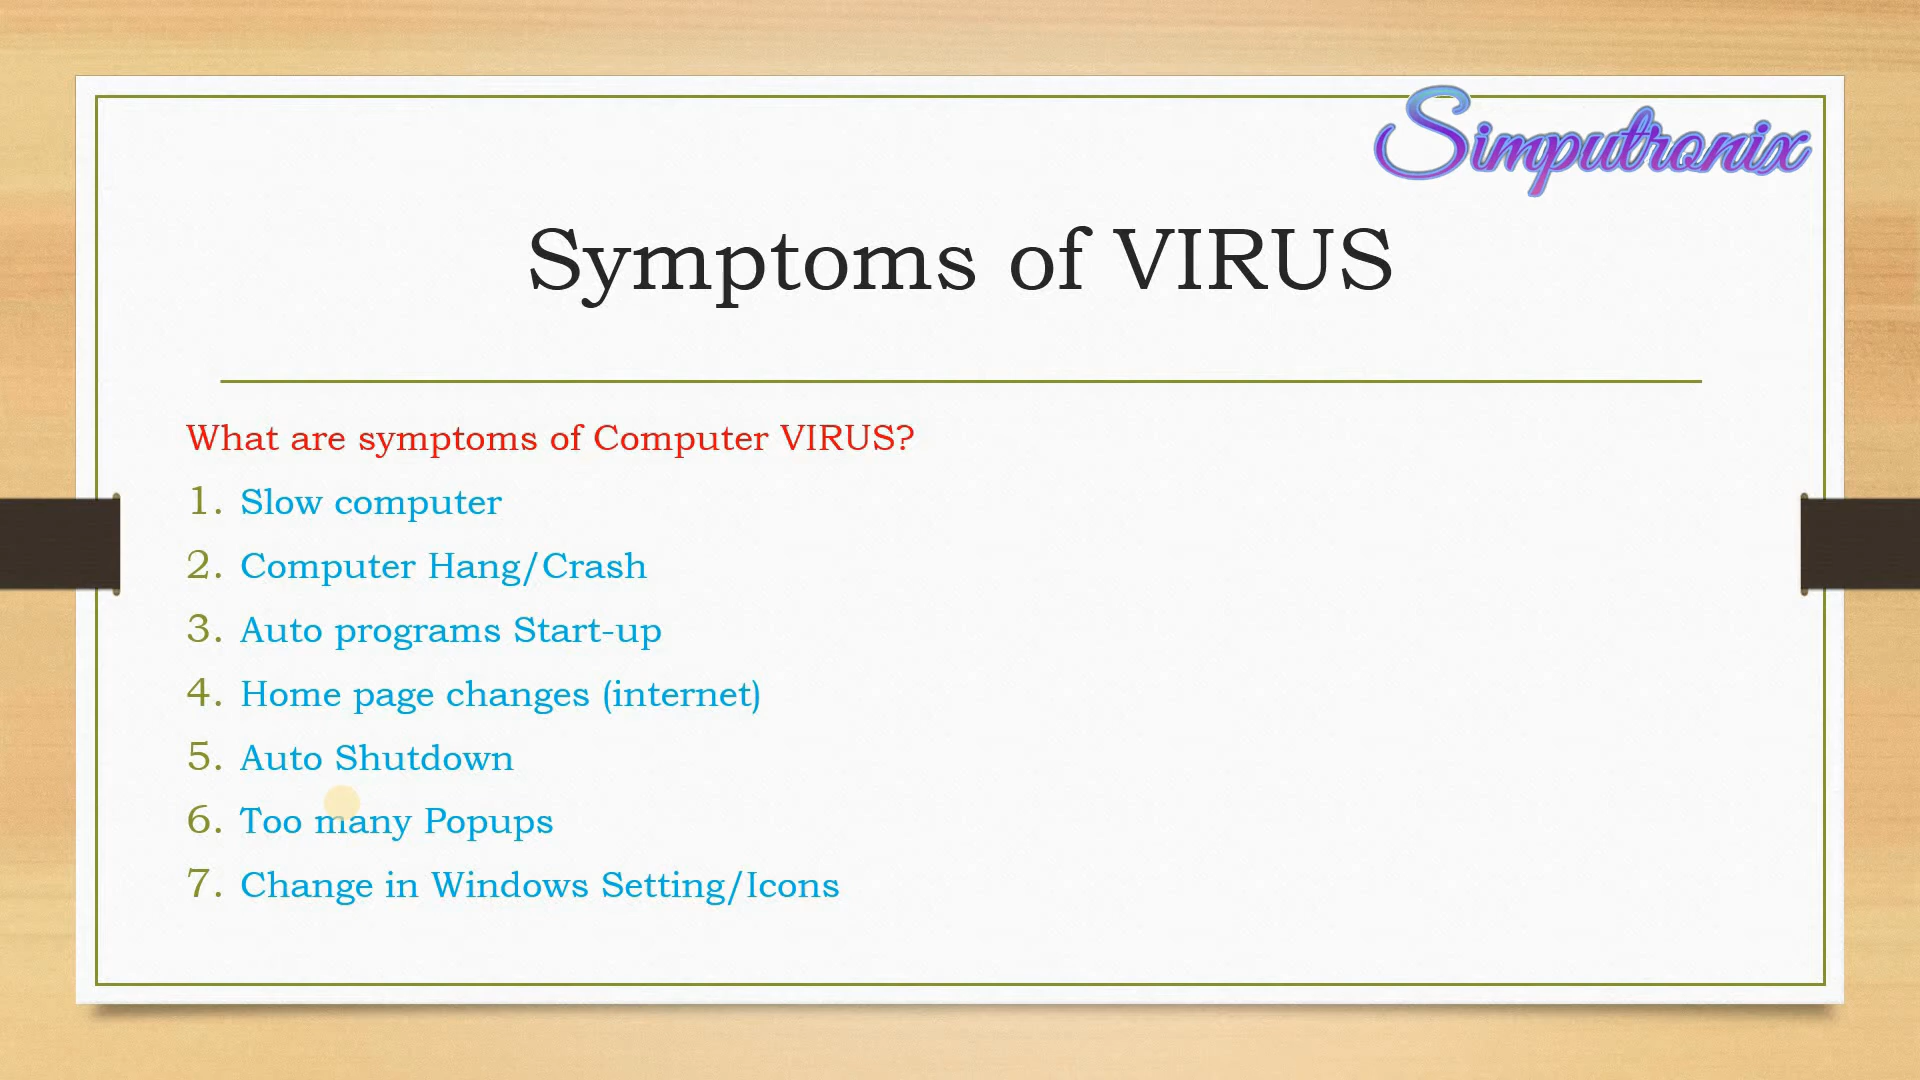 Simputronix
Symptoms of VIRUS
What are symptoms of Computer VIRUS?
1. Slow computer
2. Computer Hang/Crash
3. Auto programs Start-up
4. Home page changes (internet)
5. Auto Shutdown
6. Too many Popups
7. Change in Windows Setting/Icons